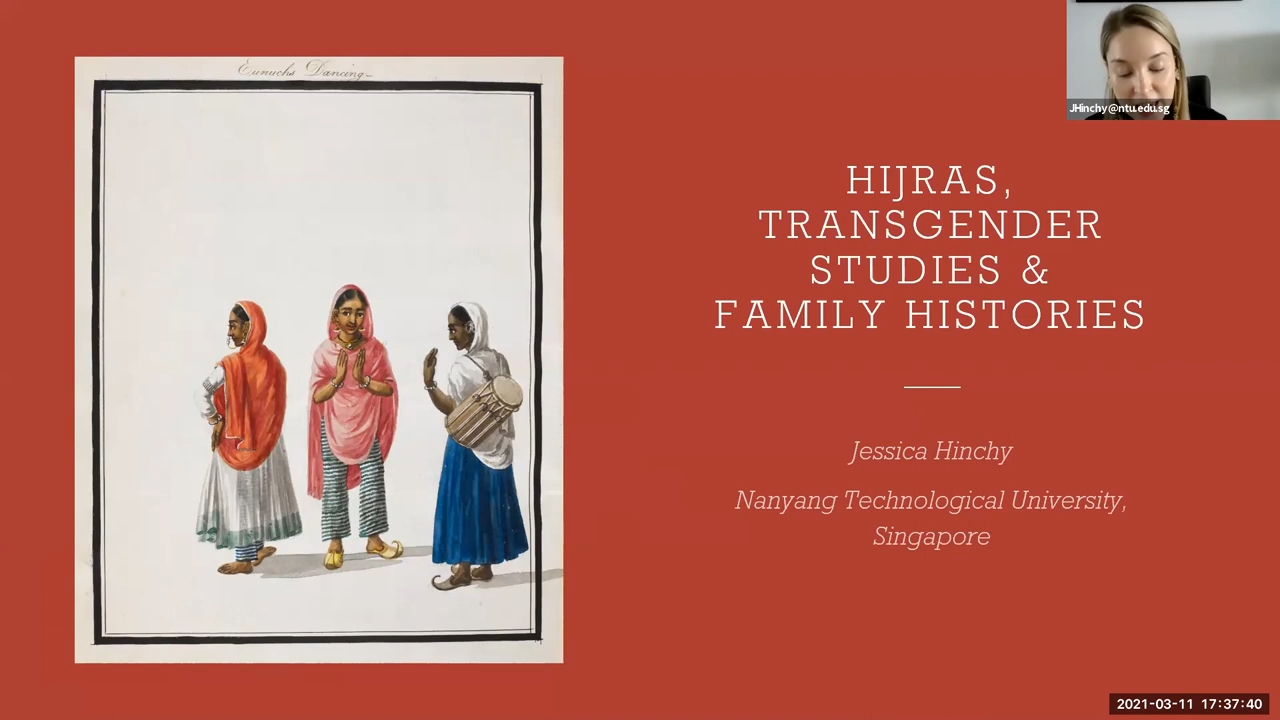 Eunuchs Dancing-
JHinchy@ntu.edu.sg
HIJRAS,
TRANSGENDER
STUDIES &
FAMILY HISTORIES
Jessica Hinchy
Nanyang Technological University,
Singapore
2021-03-11 17:37:40